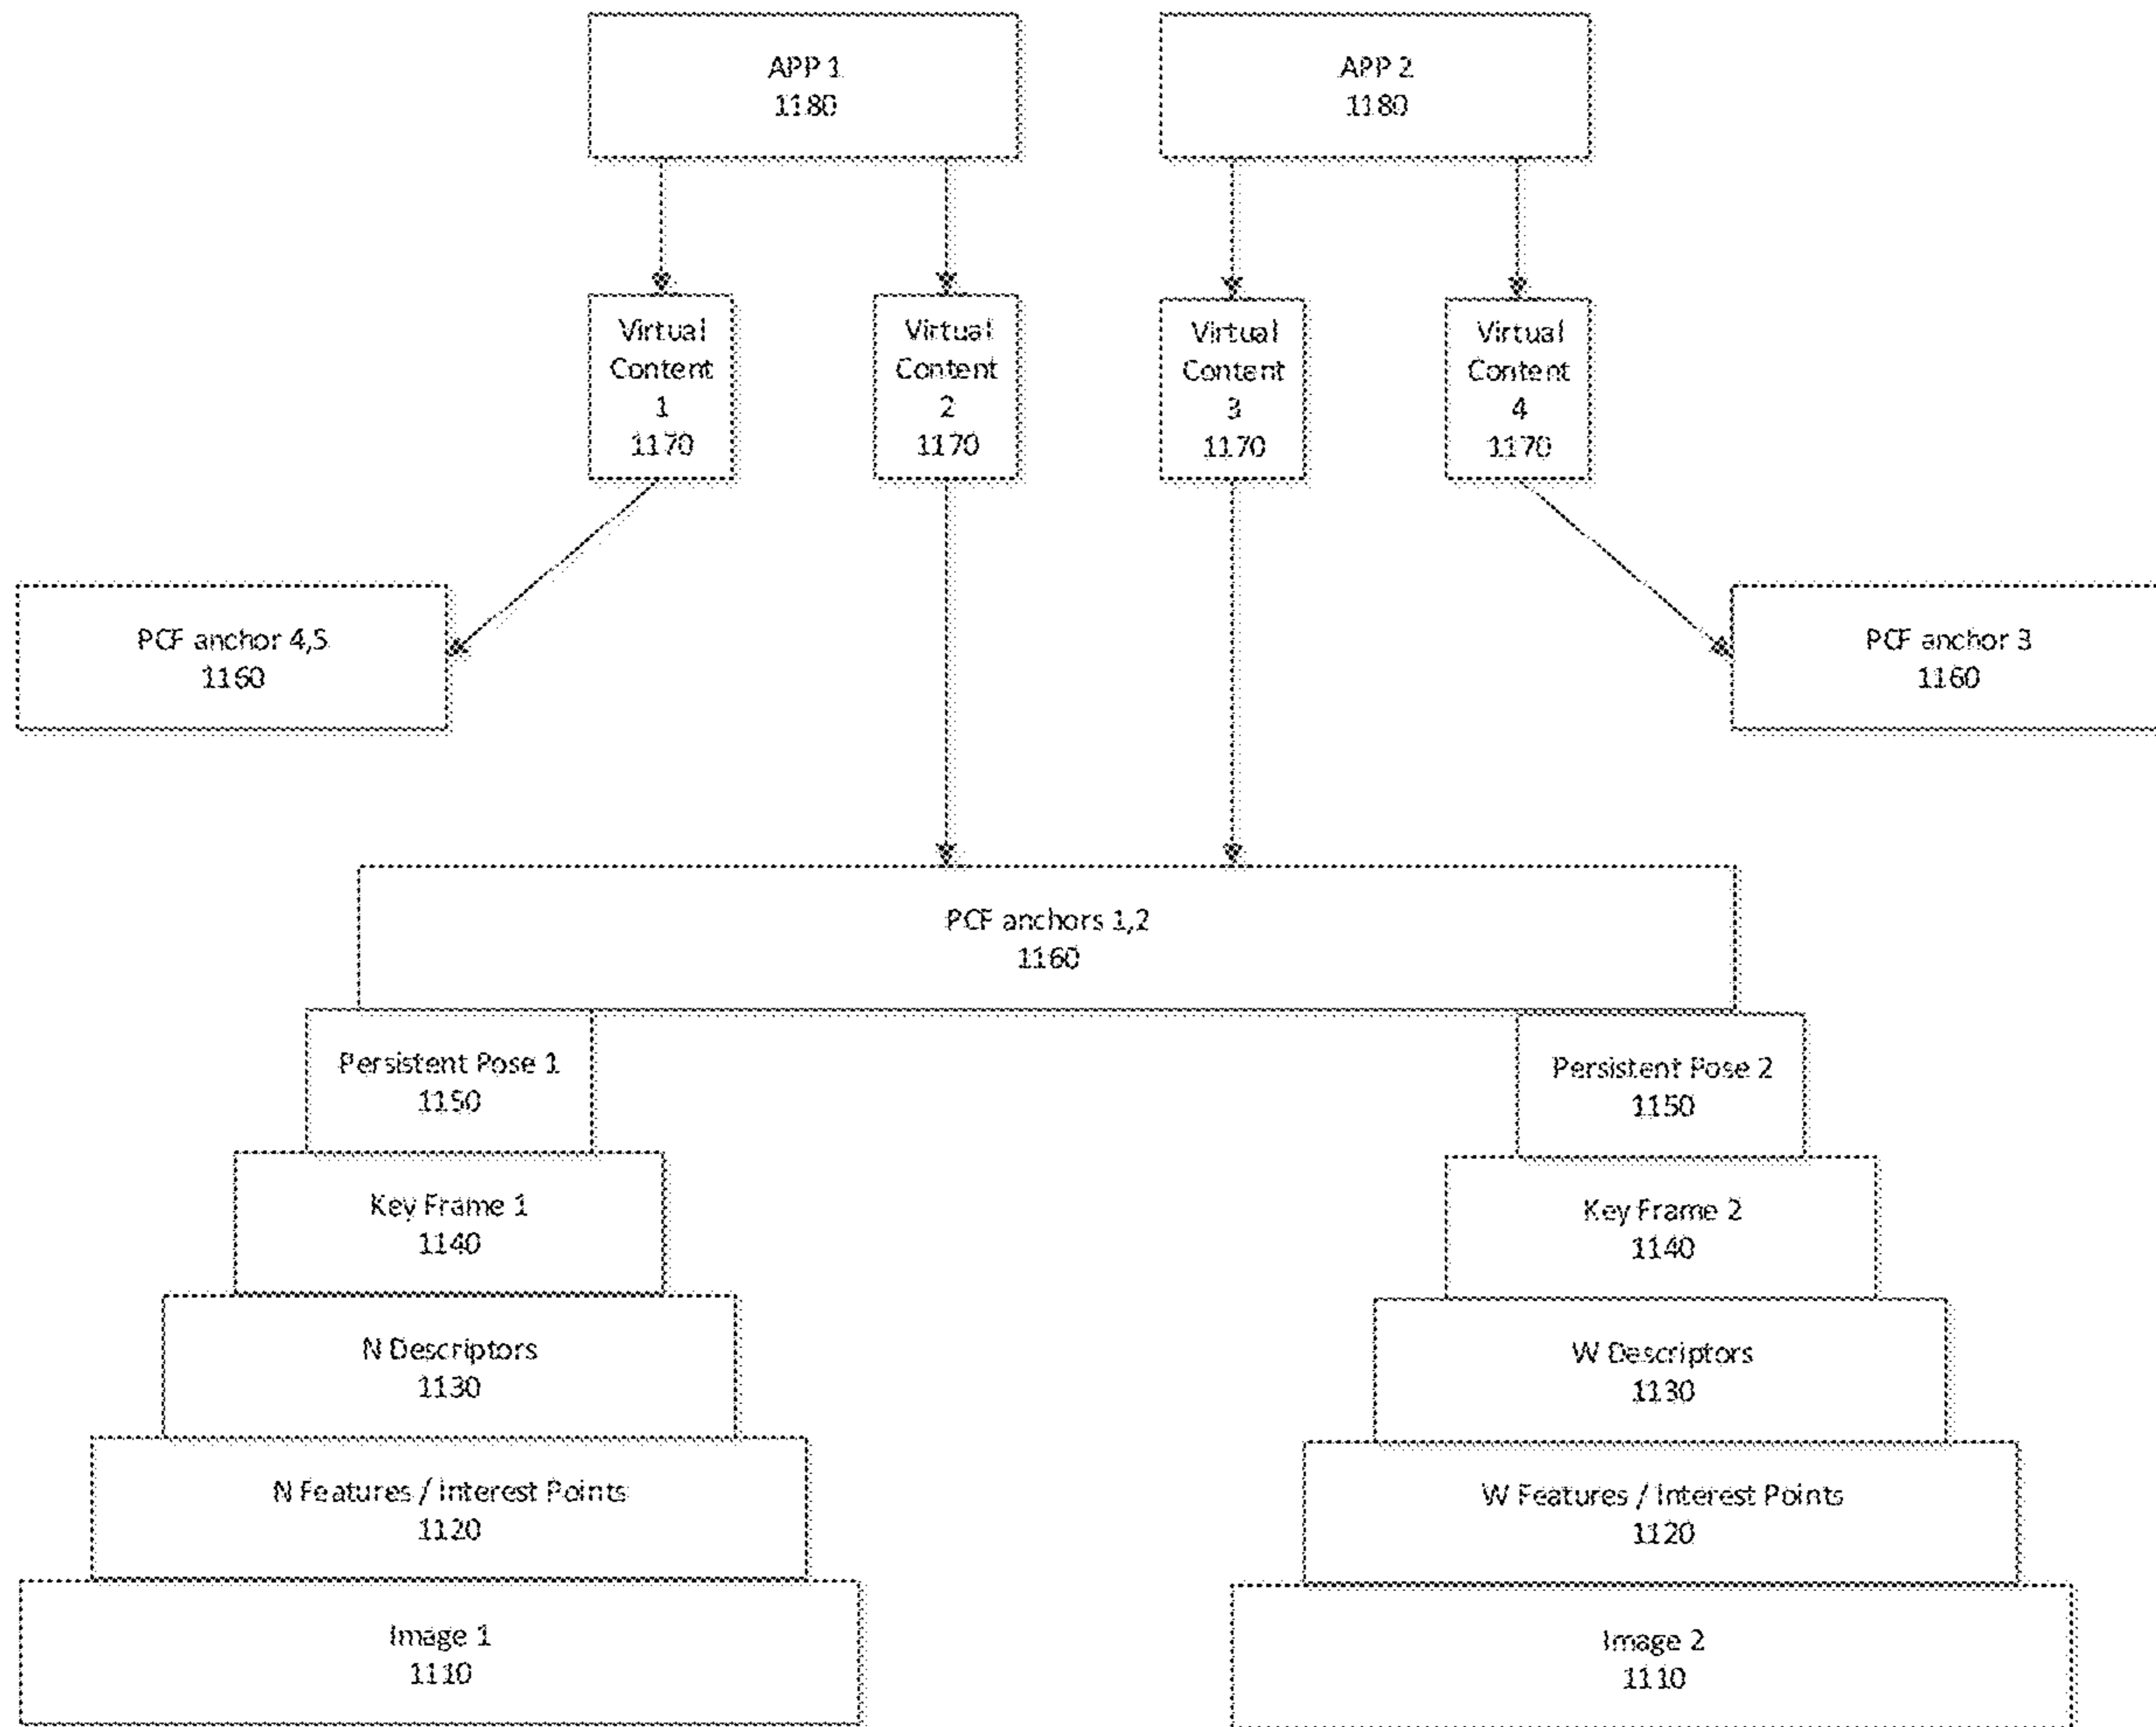 APP 1
1180
APP 2
1180
Virtual
Content
1
1170
Virtual
Content
2
1170
Virtual
Content
3
1170
Virtual
Content
4
1170
PCF anchor 4,5
1160
PCF anchor 3
1160
PCF anchors 1,2
1160
Persistent Pose 1
1150
Persistent Pose 2
1150
Key Frame 1
1140
Key Frame 2
1140
N Descriptors
1130
W Descriptors
1130
N Features / Interest Points
1120
W Features / Interest Points
1120
Image 1
1110
Image 2
1110